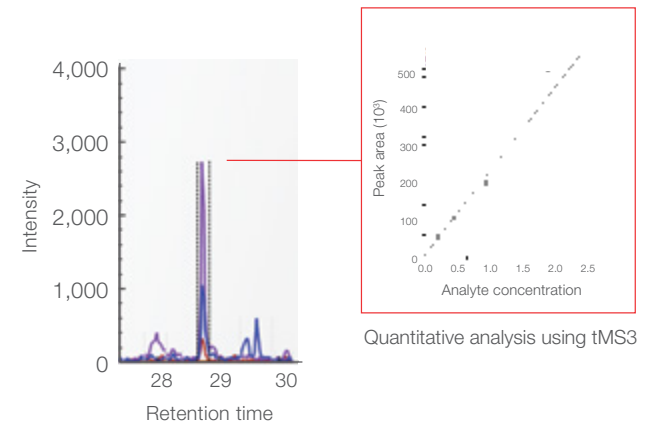 4,000
3,000
2,000
1,000
0
Intensity
28 29 30
Retention time
500
400
300
200
100
0
Peak area (10³)
0.0 0.5 1.0 1.5 2.0 2.5
Analyte concentration
Quantitative analysis using tMS3